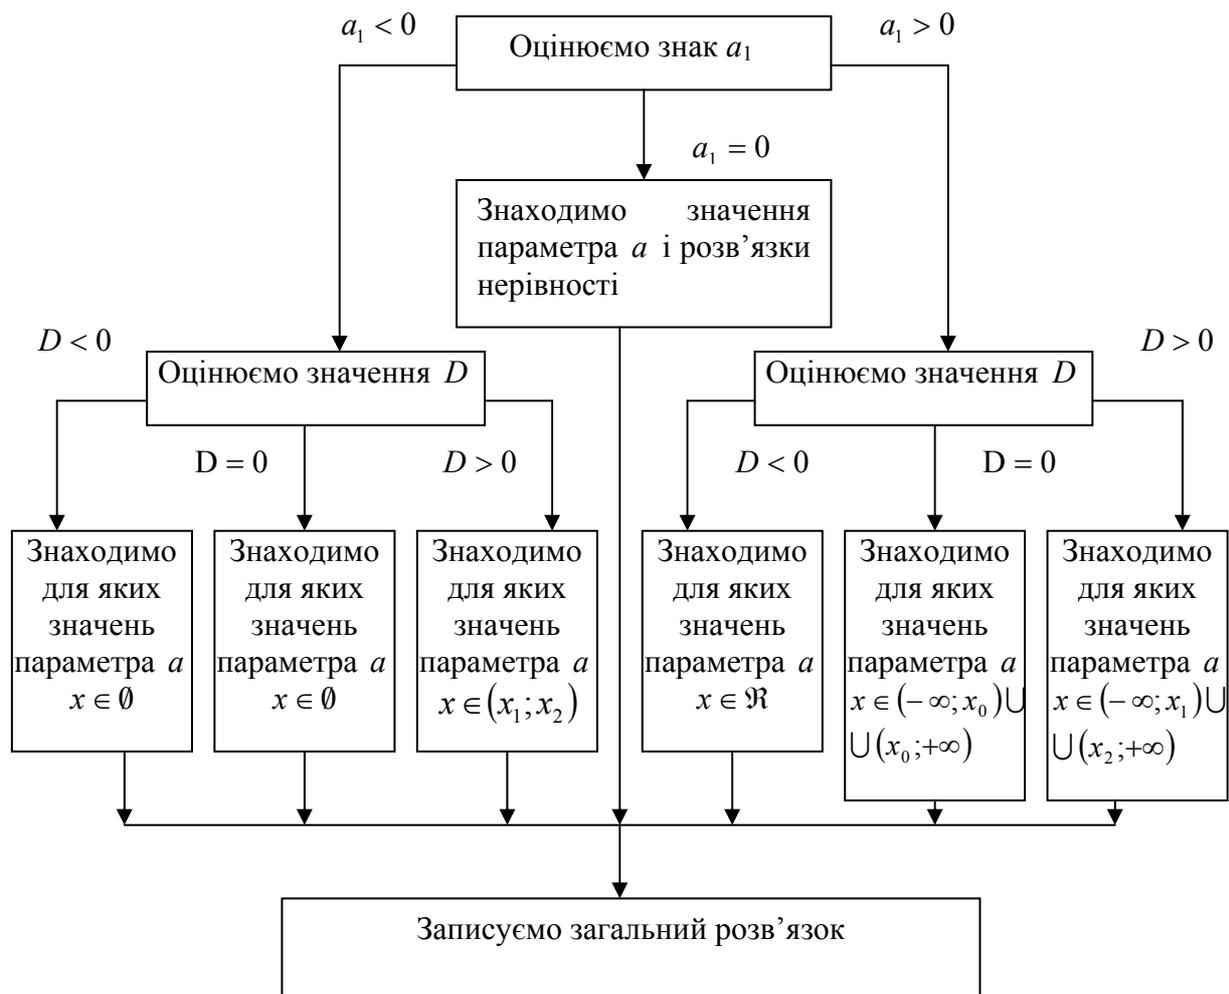 a₁ < 0
Оцінюємо знак a₁
a₁ > 0
a₁ = 0
Знаходимо значення
параметра a і розв’язки
нерівності
D < 0
Оцінюємо значення D
D = 0
D > 0
Оцінюємо значення D
D > 0
D < 0
D = 0
Знаходимо
для яких
значень
параметра a
x ∈ ∅
Знаходимо
для яких
значень
параметра a
x ∈ ∅
Знаходимо
для яких
значень
параметра a
x ∈ (x₁; x₂)
Знаходимо
для яких
значень
параметра a
x ∈ ℜ
Знаходимо
для яких
значень
параметра a
x ∈ (− ∞; x₀) ∪
∪ (x₀; +∞)
Знаходимо
для яких
значень
параметра a
x ∈ (− ∞; x₁) ∪
∪ (x₂; +∞)
Записуємо загальний розв’язок